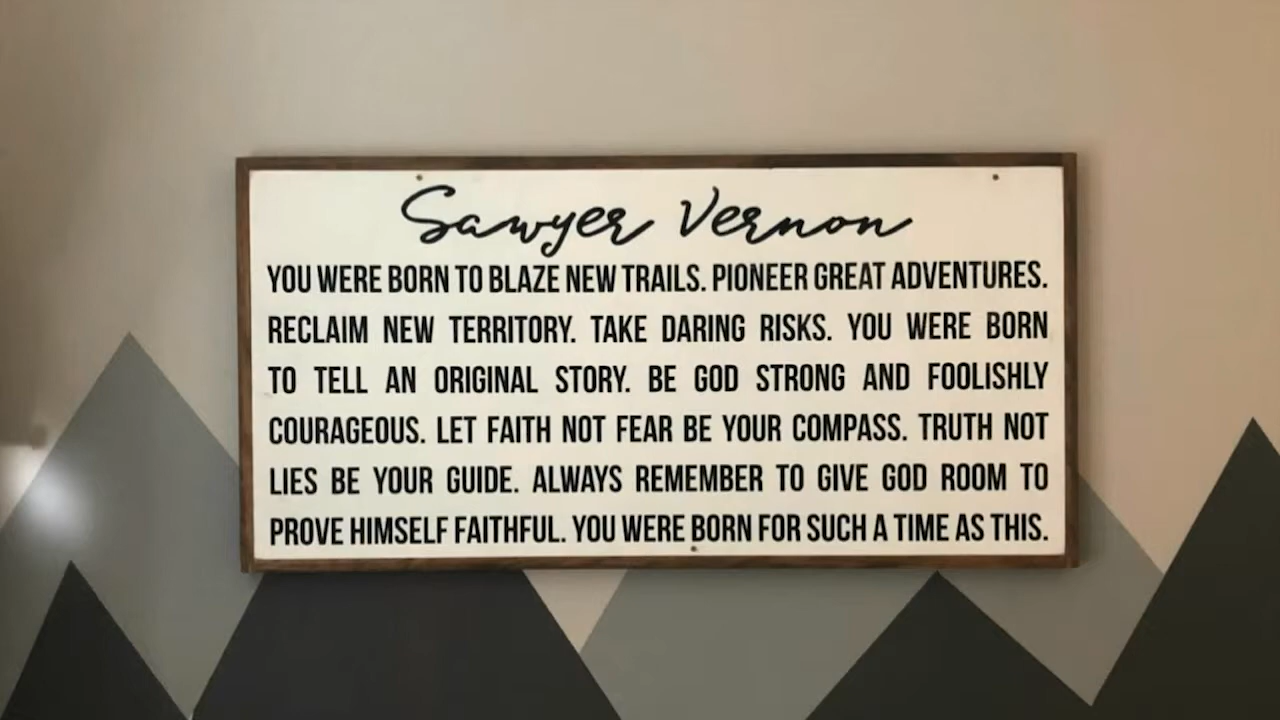 Sawyer Vernon
YOU WERE BORN TO BLAZE NEW TRAILS. PIONEER GREAT ADVENTURES.
RECLAIM NEW TERRITORY. TAKE DARING RISKS. YOU WERE BORN
TO TELL AN ORIGINAL STORY. BE GOD STRONG AND FOOLISHLY
COURAGEOUS. LET FAITH NOT FEAR BE YOUR COMPASS. TRUTH NOT
LIES BE YOUR GUIDE. ALWAYS REMEMBER TO GIVE GOD ROOM TO
PROVE HIMSELF FAITHFUL. YOU WERE BORN FOR SUCH A TIME AS THIS.